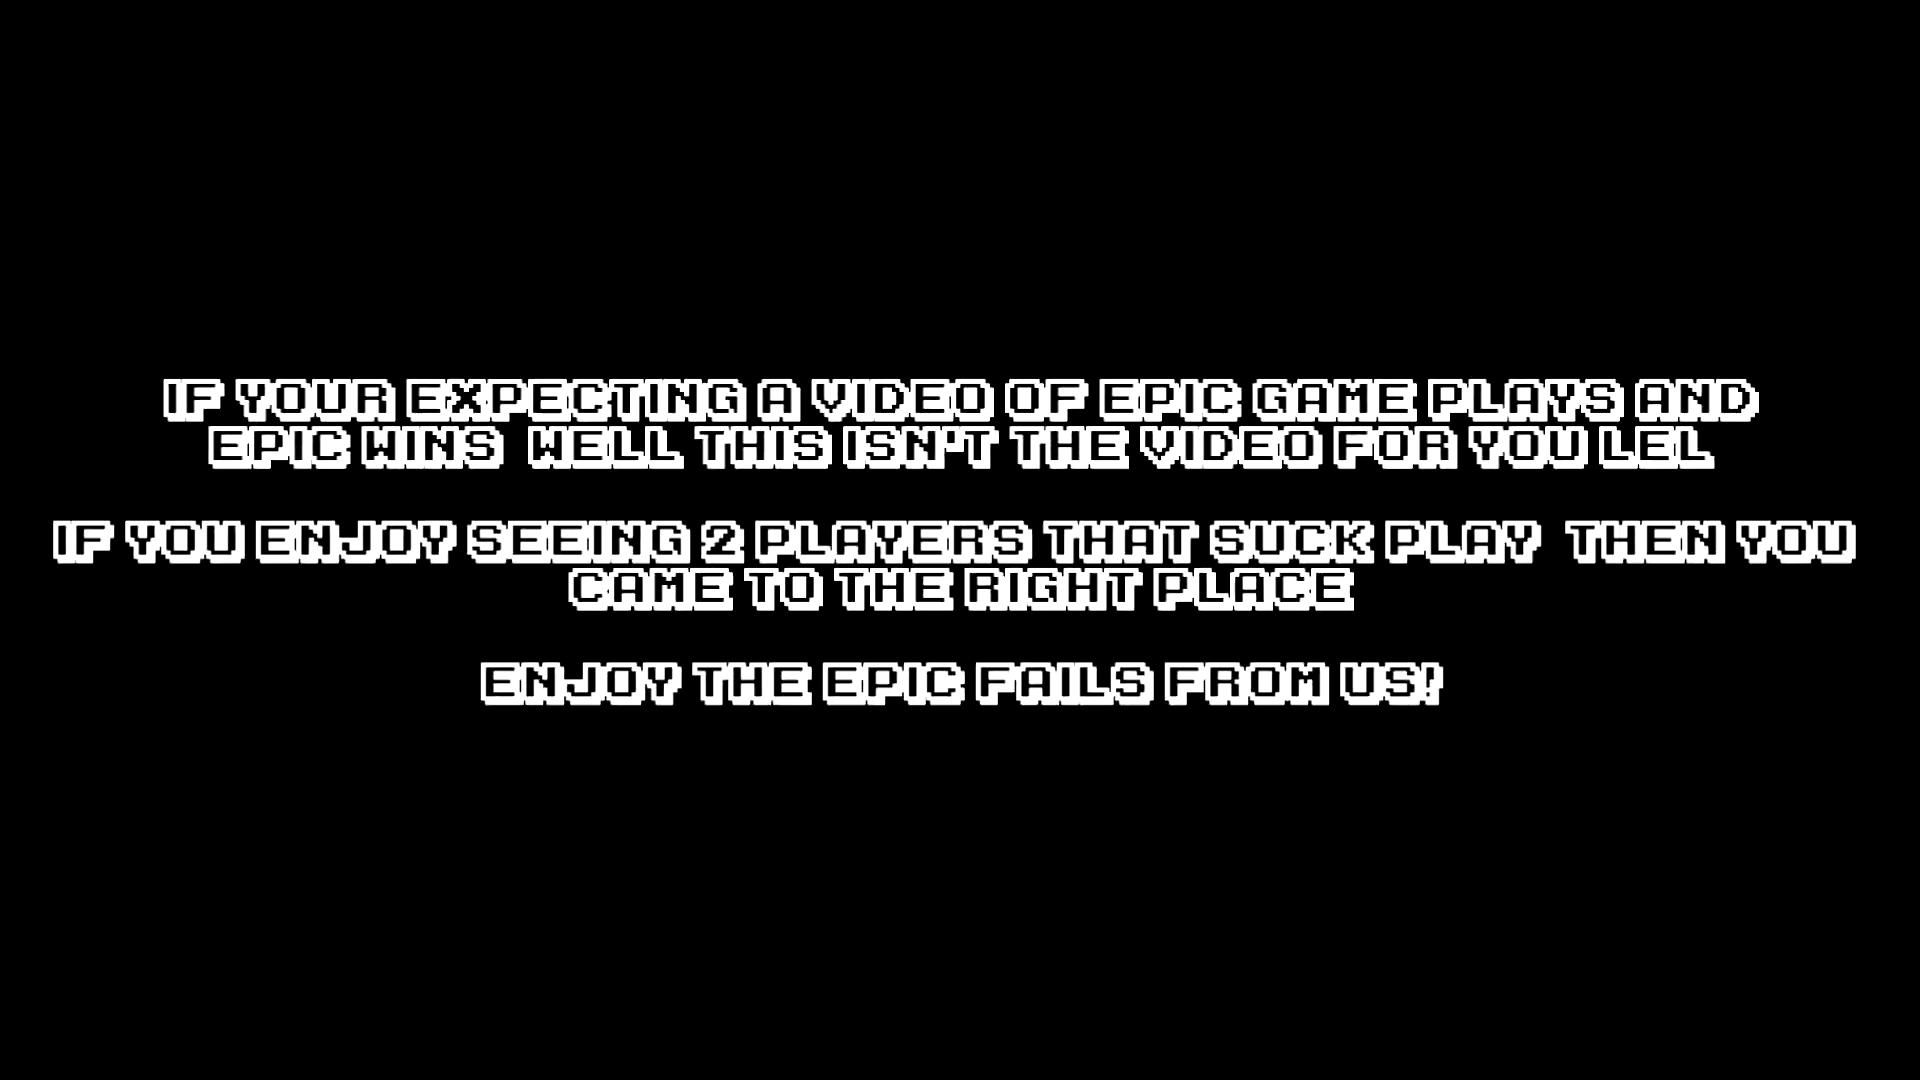 IF YOUR EXPECTING A VIDEO OF EPIC GAME PLAYS AND
EPIC WINS  WELL THIS ISN'T THE VIDEO FOR YOU LEL
IF YOU ENJOY SEEING 2 PLAYERS THAT SUCK PLAY  THEN YOU
CAME TO THE RIGHT PLACE
ENJOY THE EPIC FAILS FROM US!